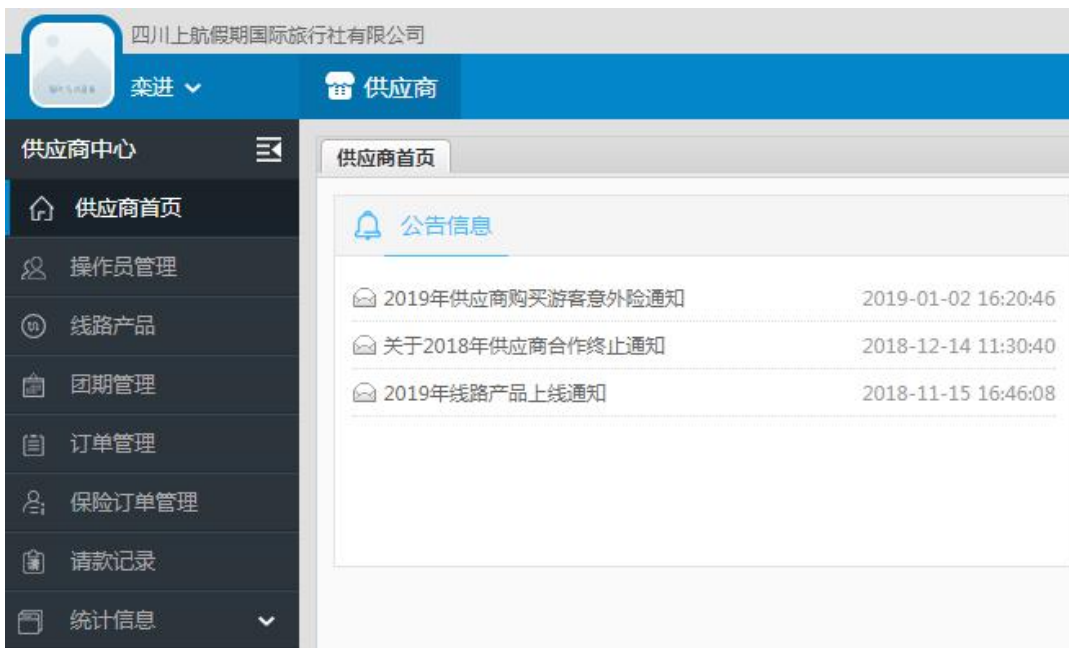 四川上航假期国际旅行社有限公司
栾进
供应商
供应商中心
供应商首页
操作员管理
线路产品
团期管理
订单管理
保险订单管理
请款记录
统计信息
供应商首页
公告信息
2019年供应商购买游客意外险通知 2019-01-02 16:20:46
关于2018年供应商合作终止通知 2018-12-14 11:30:40
2019年线路产品上线通知 2018-11-15 16:46:08